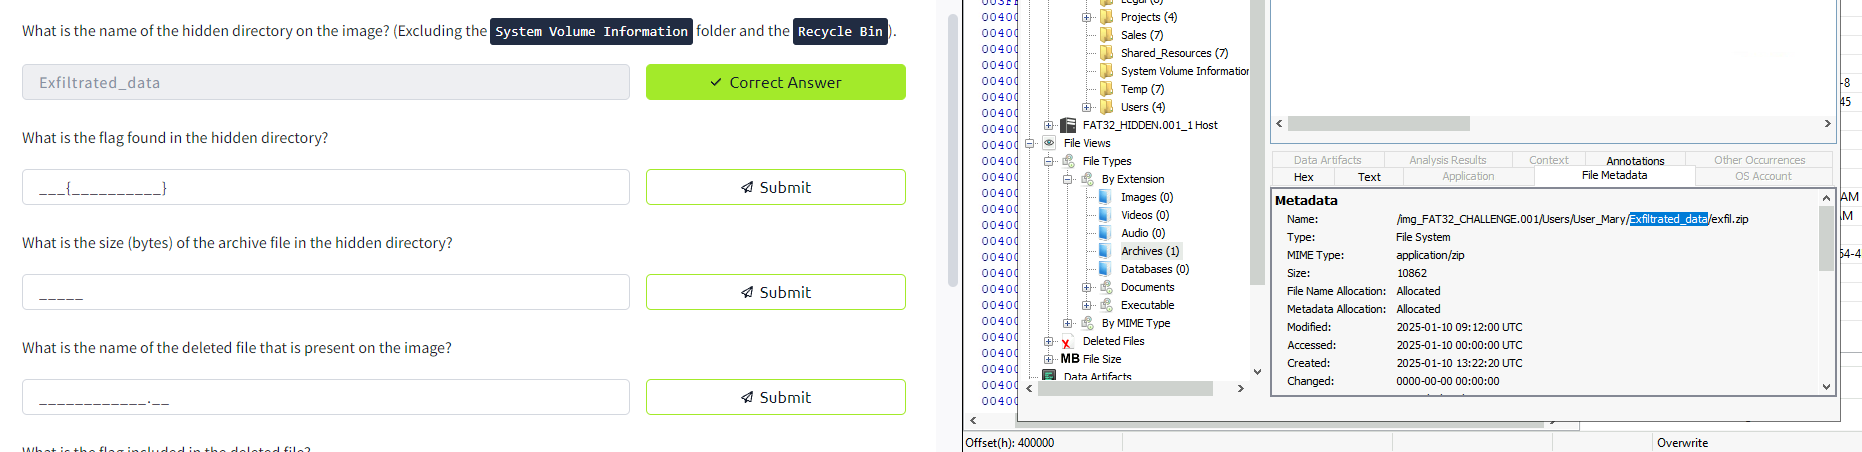 What is the name of the hidden directory on the image? (Excluding the System Volume Information folder and the Recycle Bin ).
Exfiltrated_data
Correct Answer
What is the flag found in the hidden directory?
___{__________}
Submit
What is the size (bytes) of the archive file in the hidden directory?
_____
Submit
What is the name of the deleted file that is present on the image?
____________.__
Submit
What is the flag included in the deleted file?
Legal (6)
Projects (4)
Sales (7)
Shared_Resources (7)
System Volume Information
Temp (7)
Users (4)
FAT32_HIDDEN.001_1 Host
File Views
File Types
By Extension
Images (0)
Videos (0)
Audio (0)
Archives (1)
Databases (0)
Documents
Executable
By MIME Type
Deleted Files
MB File Size
Data Artifacts
Offset(h): 400000
Overwrite
Data Artifacts
Analysis Results
Context
Annotations
Other Occurrences
Hex
Text
Application
File Metadata
OS Account
Metadata
Name: /img_FAT32_CHALLENGE.001/Users/User_Mary/Exfiltrated_data/exfil.zip
Type: File System
MIME Type: application/zip
Size: 10862
File Name Allocation: Allocated
Metadata Allocation: Allocated
Modified: 2025-01-10 09:12:00 UTC
Accessed: 2025-01-10 00:00:00 UTC
Created: 2025-01-10 13:22:20 UTC
Changed: 0000-00-00 00:00:00
-8
45
AM
M
54-4